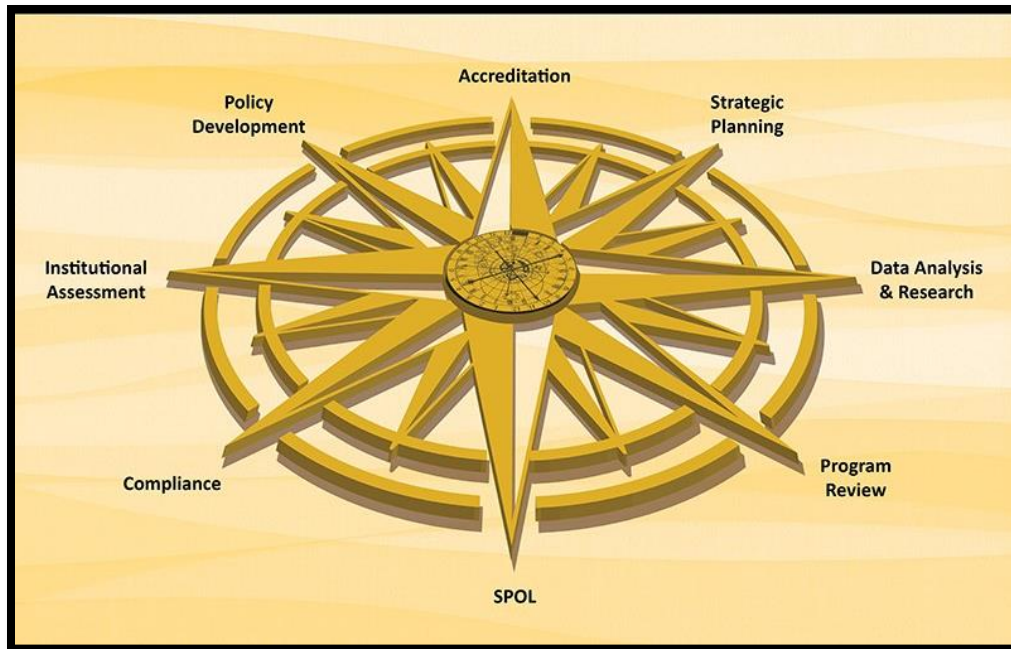 Accreditation
Policy
Development
Strategic
Planning
Institutional
Assessment
Data Analysis
& Research
Compliance
Program
Review
SPOL